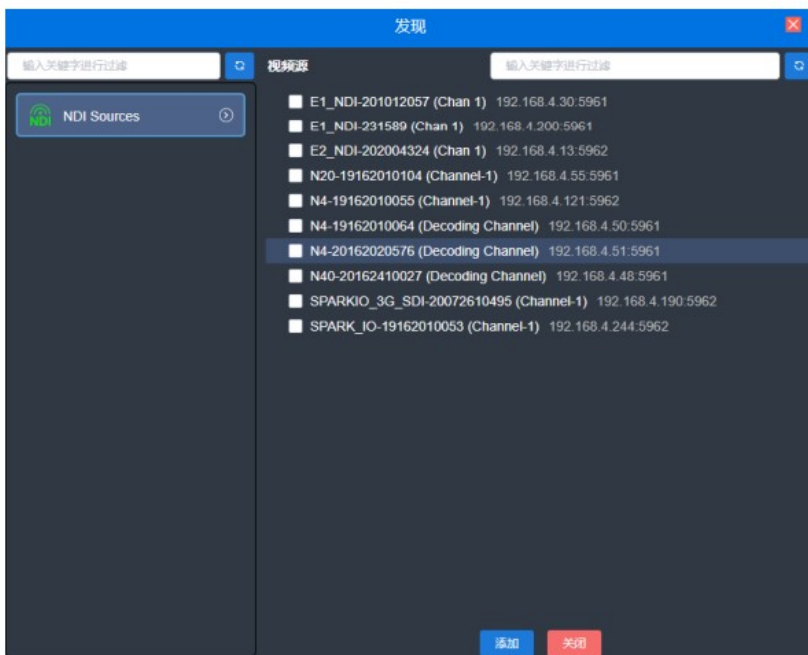 发现
输入关键字进行过滤
视频源
输入关键字进行过滤
NDI
NDI Sources
E1_NDI-201012057 (Chan 1) 192.168.4.30:5961
E1_NDI-231589 (Chan 1) 192.168.4.200:5961
E2_NDI-202004324 (Chan 1) 192.168.4.13:5962
N20-19162010104 (Channel-1) 192.168.4.55:5961
N4-19162010055 (Channel-1) 192.168.4.121:5962
N4-19162010064 (Decoding Channel) 192.168.4.50:5961
N4-20162020576 (Decoding Channel) 192.168.4.51:5961
N40-20162410027 (Decoding Channel) 192.168.4.48:5961
SPARKIO_3G_SDI-20072610495 (Channel-1) 192.168.4.190:5962
SPARK_IO-19162010053 (Channel-1) 192.168.4.244:5962
添加
关闭